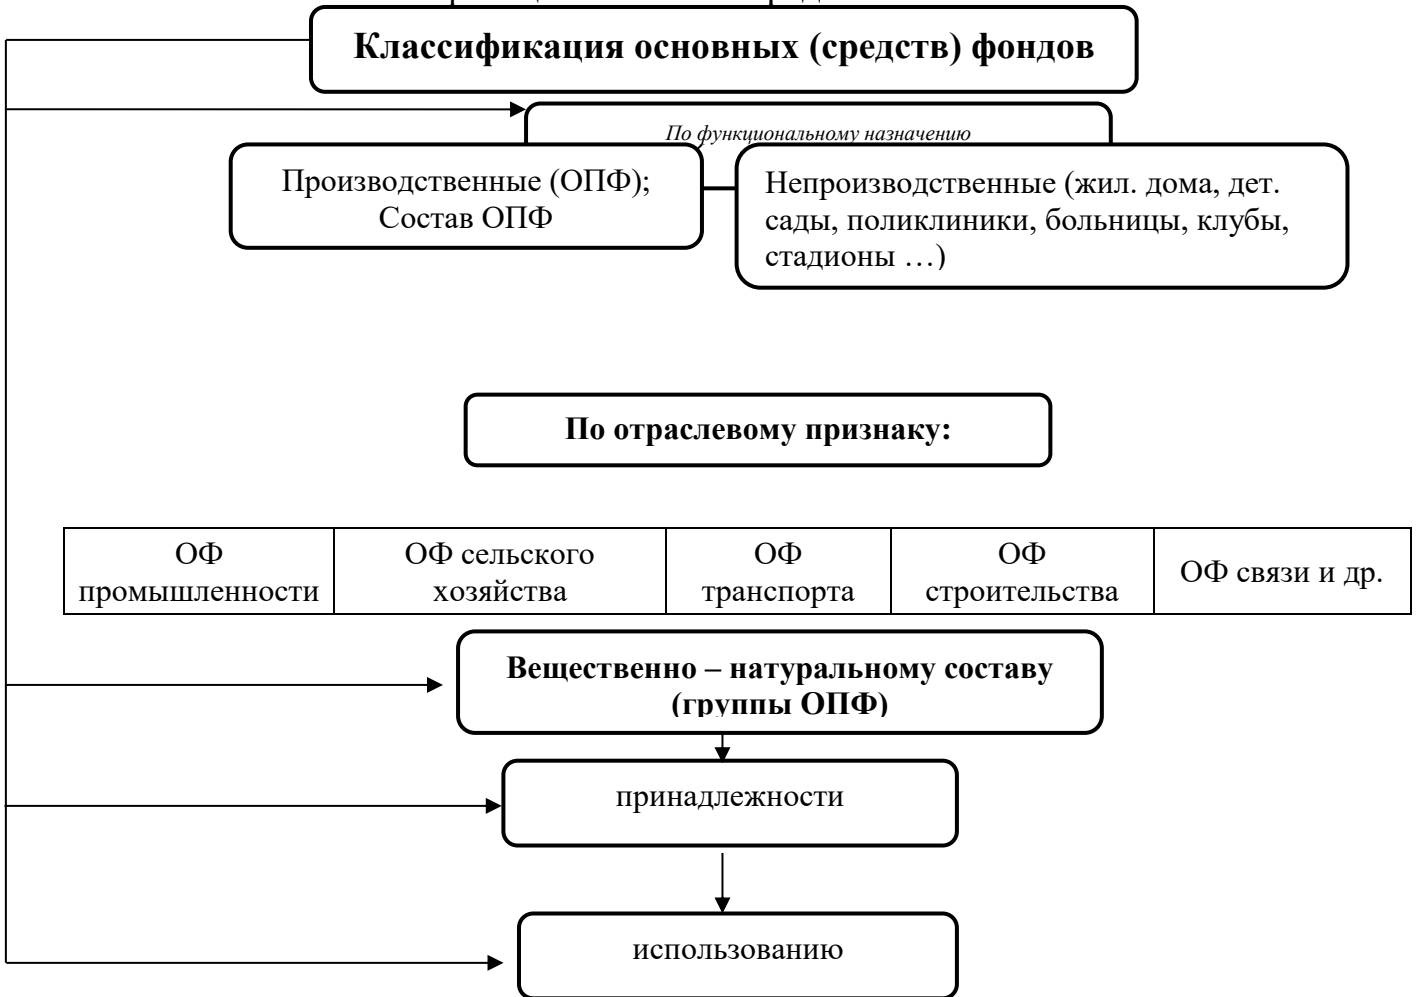 Классификация основных (средств) фондов
По функциональному назначению
Производственные (ОПФ);
Состав ОПФ
Непроизводственные (жил. дома, дет.
сады, поликлиники, больницы, клубы,
стадионы …)
По отраслевому признаку:
ОФ
промышленности
ОФ сельского
хозяйства
ОФ
транспорта
ОФ
строительства
ОФ связи и др.
Вещественно – натуральному составу
(группы ОПФ)
принадлежности
использованию